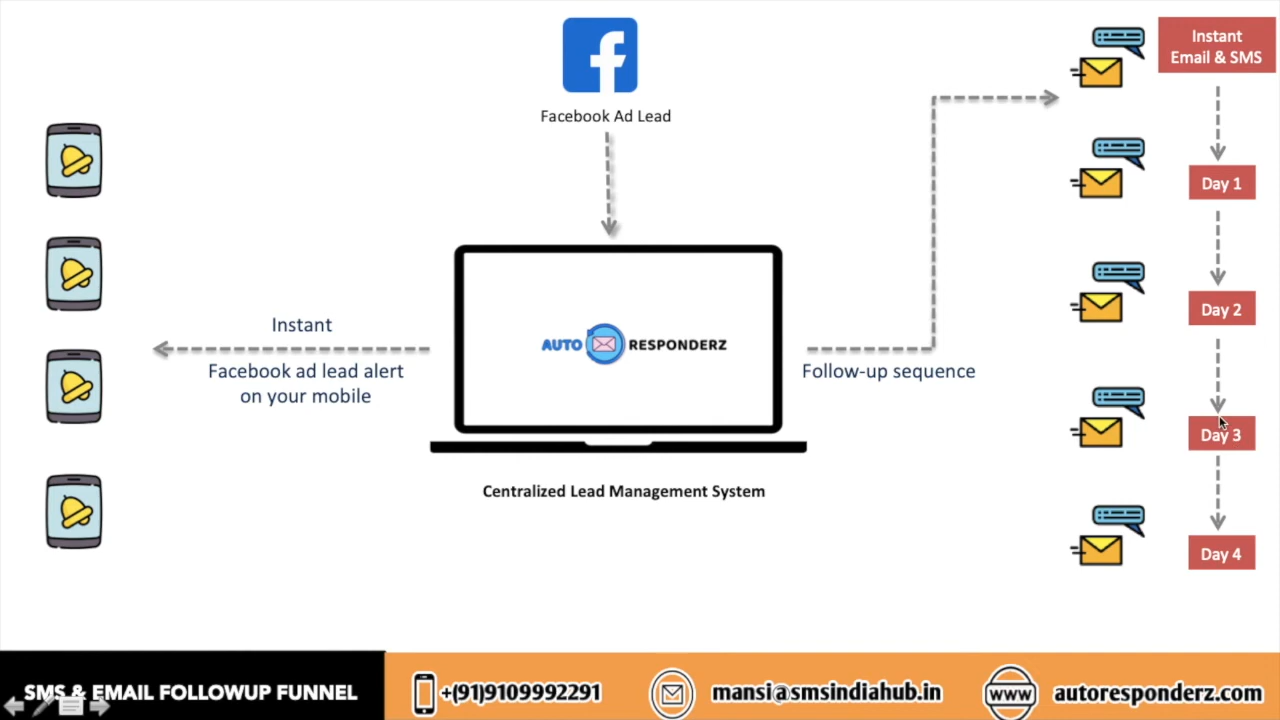 Facebook Ad Lead
Instant
Facebook ad lead alert
on your mobile
AUTO RESPONDERZ
Follow-up sequence
Centralized Lead Management System
Instant
Email & SMS
Day 1
Day 2
Day 3
Day 4
SMS & EMAIL FOLLOWUP FUNNEL
+(91)9109992291
mansi@smsindiahub.in
www
autoresponderz.com